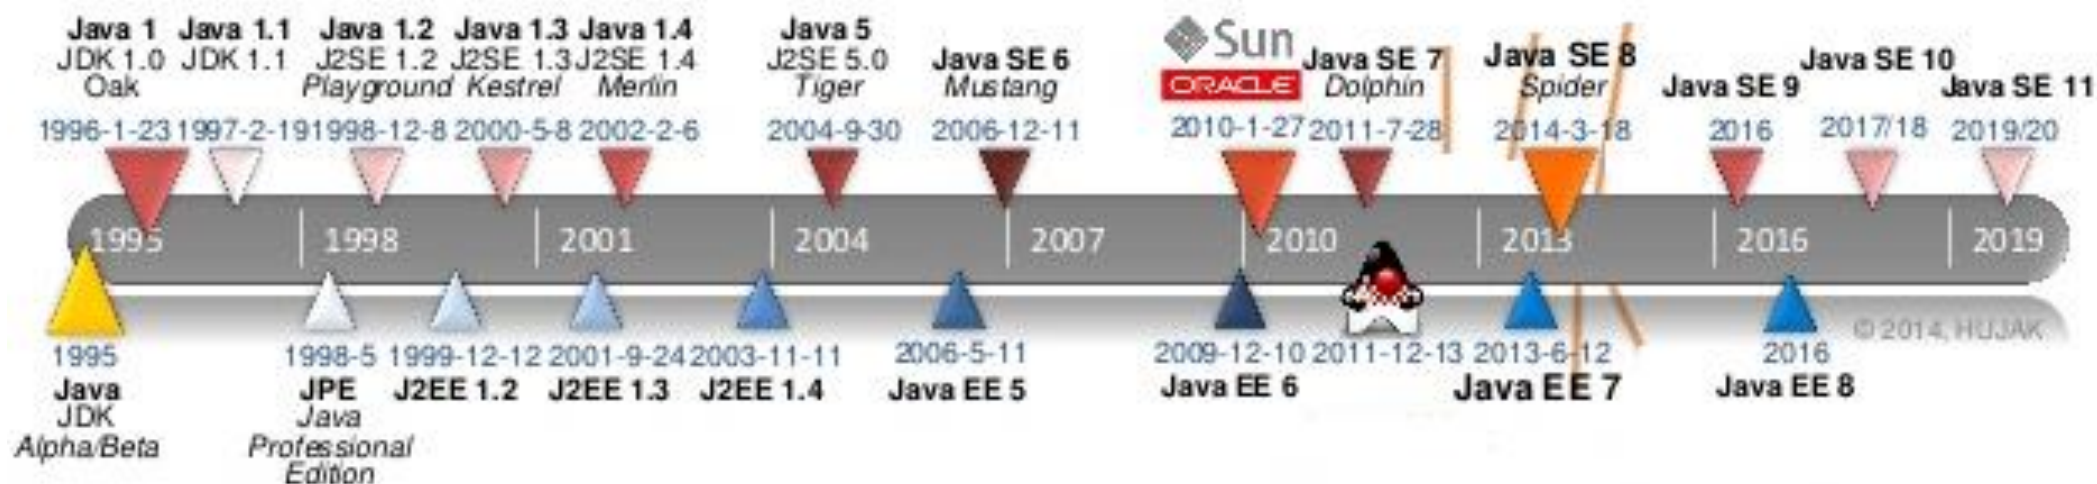 Java 1
JDK 1.0
Oak
1996-1-23
Java 1.1
JDK 1.1
1997-2-19
Java 1.2
J2SE 1.2
Playground
1998-12-8
Java 1.3
J2SE 1.3
Kestrel
2000-5-8
Java 1.4
J2SE 1.4
Merlin
2002-2-6
Java 5
J2SE 5.0
Tiger
2004-9-30
Java SE 6
Mustang
2006-12-11
Sun
ORACLE
2010-1-27
Java SE 7
Dolphin
2011-7-28
Java SE 8
Spider
2014-3-18
Java SE 9
2016
Java SE 10
2017/18
Java SE 11
2019/20
1995
1998
2001
2004
2007
2010
2013
2016
2019
© 2014, HUJAK
1995
Java
JDK
Alpha/Beta
1998-5
JPE
Java
Professional
Edition
1999-12-12
J2EE 1.2
2001-9-24
J2EE 1.3
2003-11-11
J2EE 1.4
2006-5-11
Java EE 5
2009-12-10
Java EE 6
2011-12-13
2013-6-12
Java EE 7
2016
Java EE 8